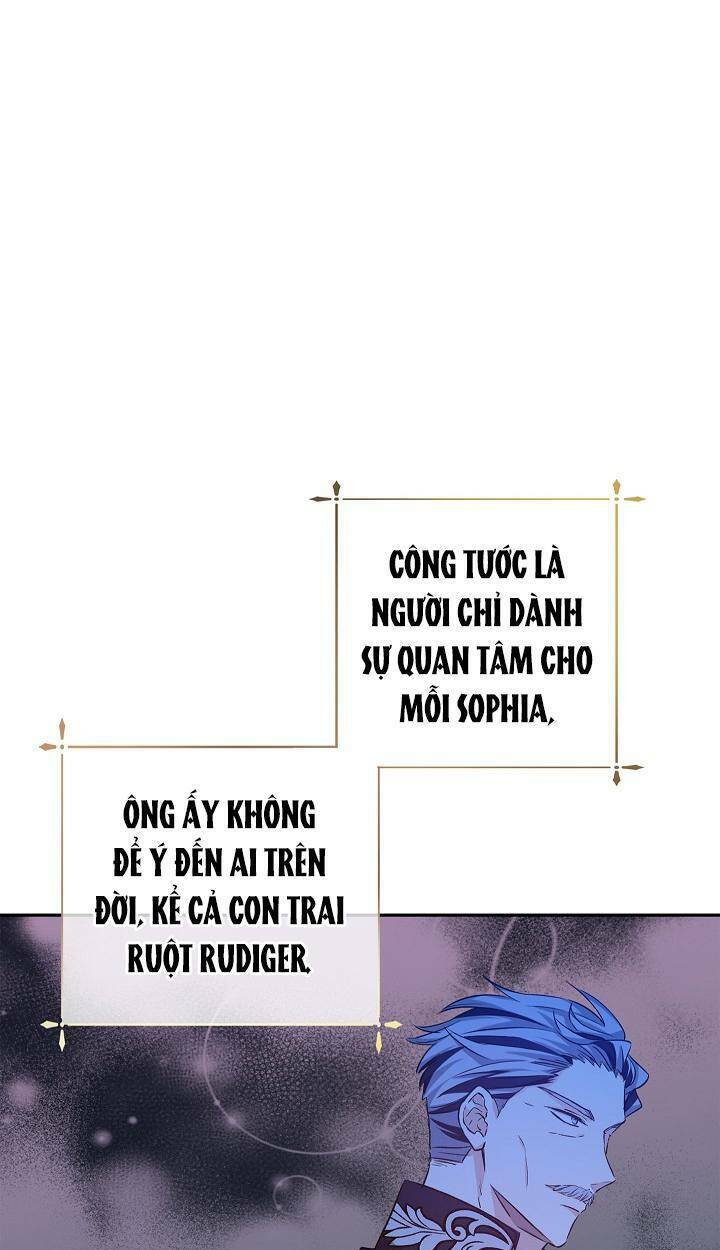 CÔNG TƯỚC LÀ
NGƯỜI CHỈ DÀNH
SỰ QUAN TÂM CHO
MỖI SOPHIA,
ÔNG ẤY KHÔNG
ĐỂ Ý ĐẾN AI TRÊN
ĐỜI, KỂ CẢ CON TRAI
RUỘT RUDIGER.